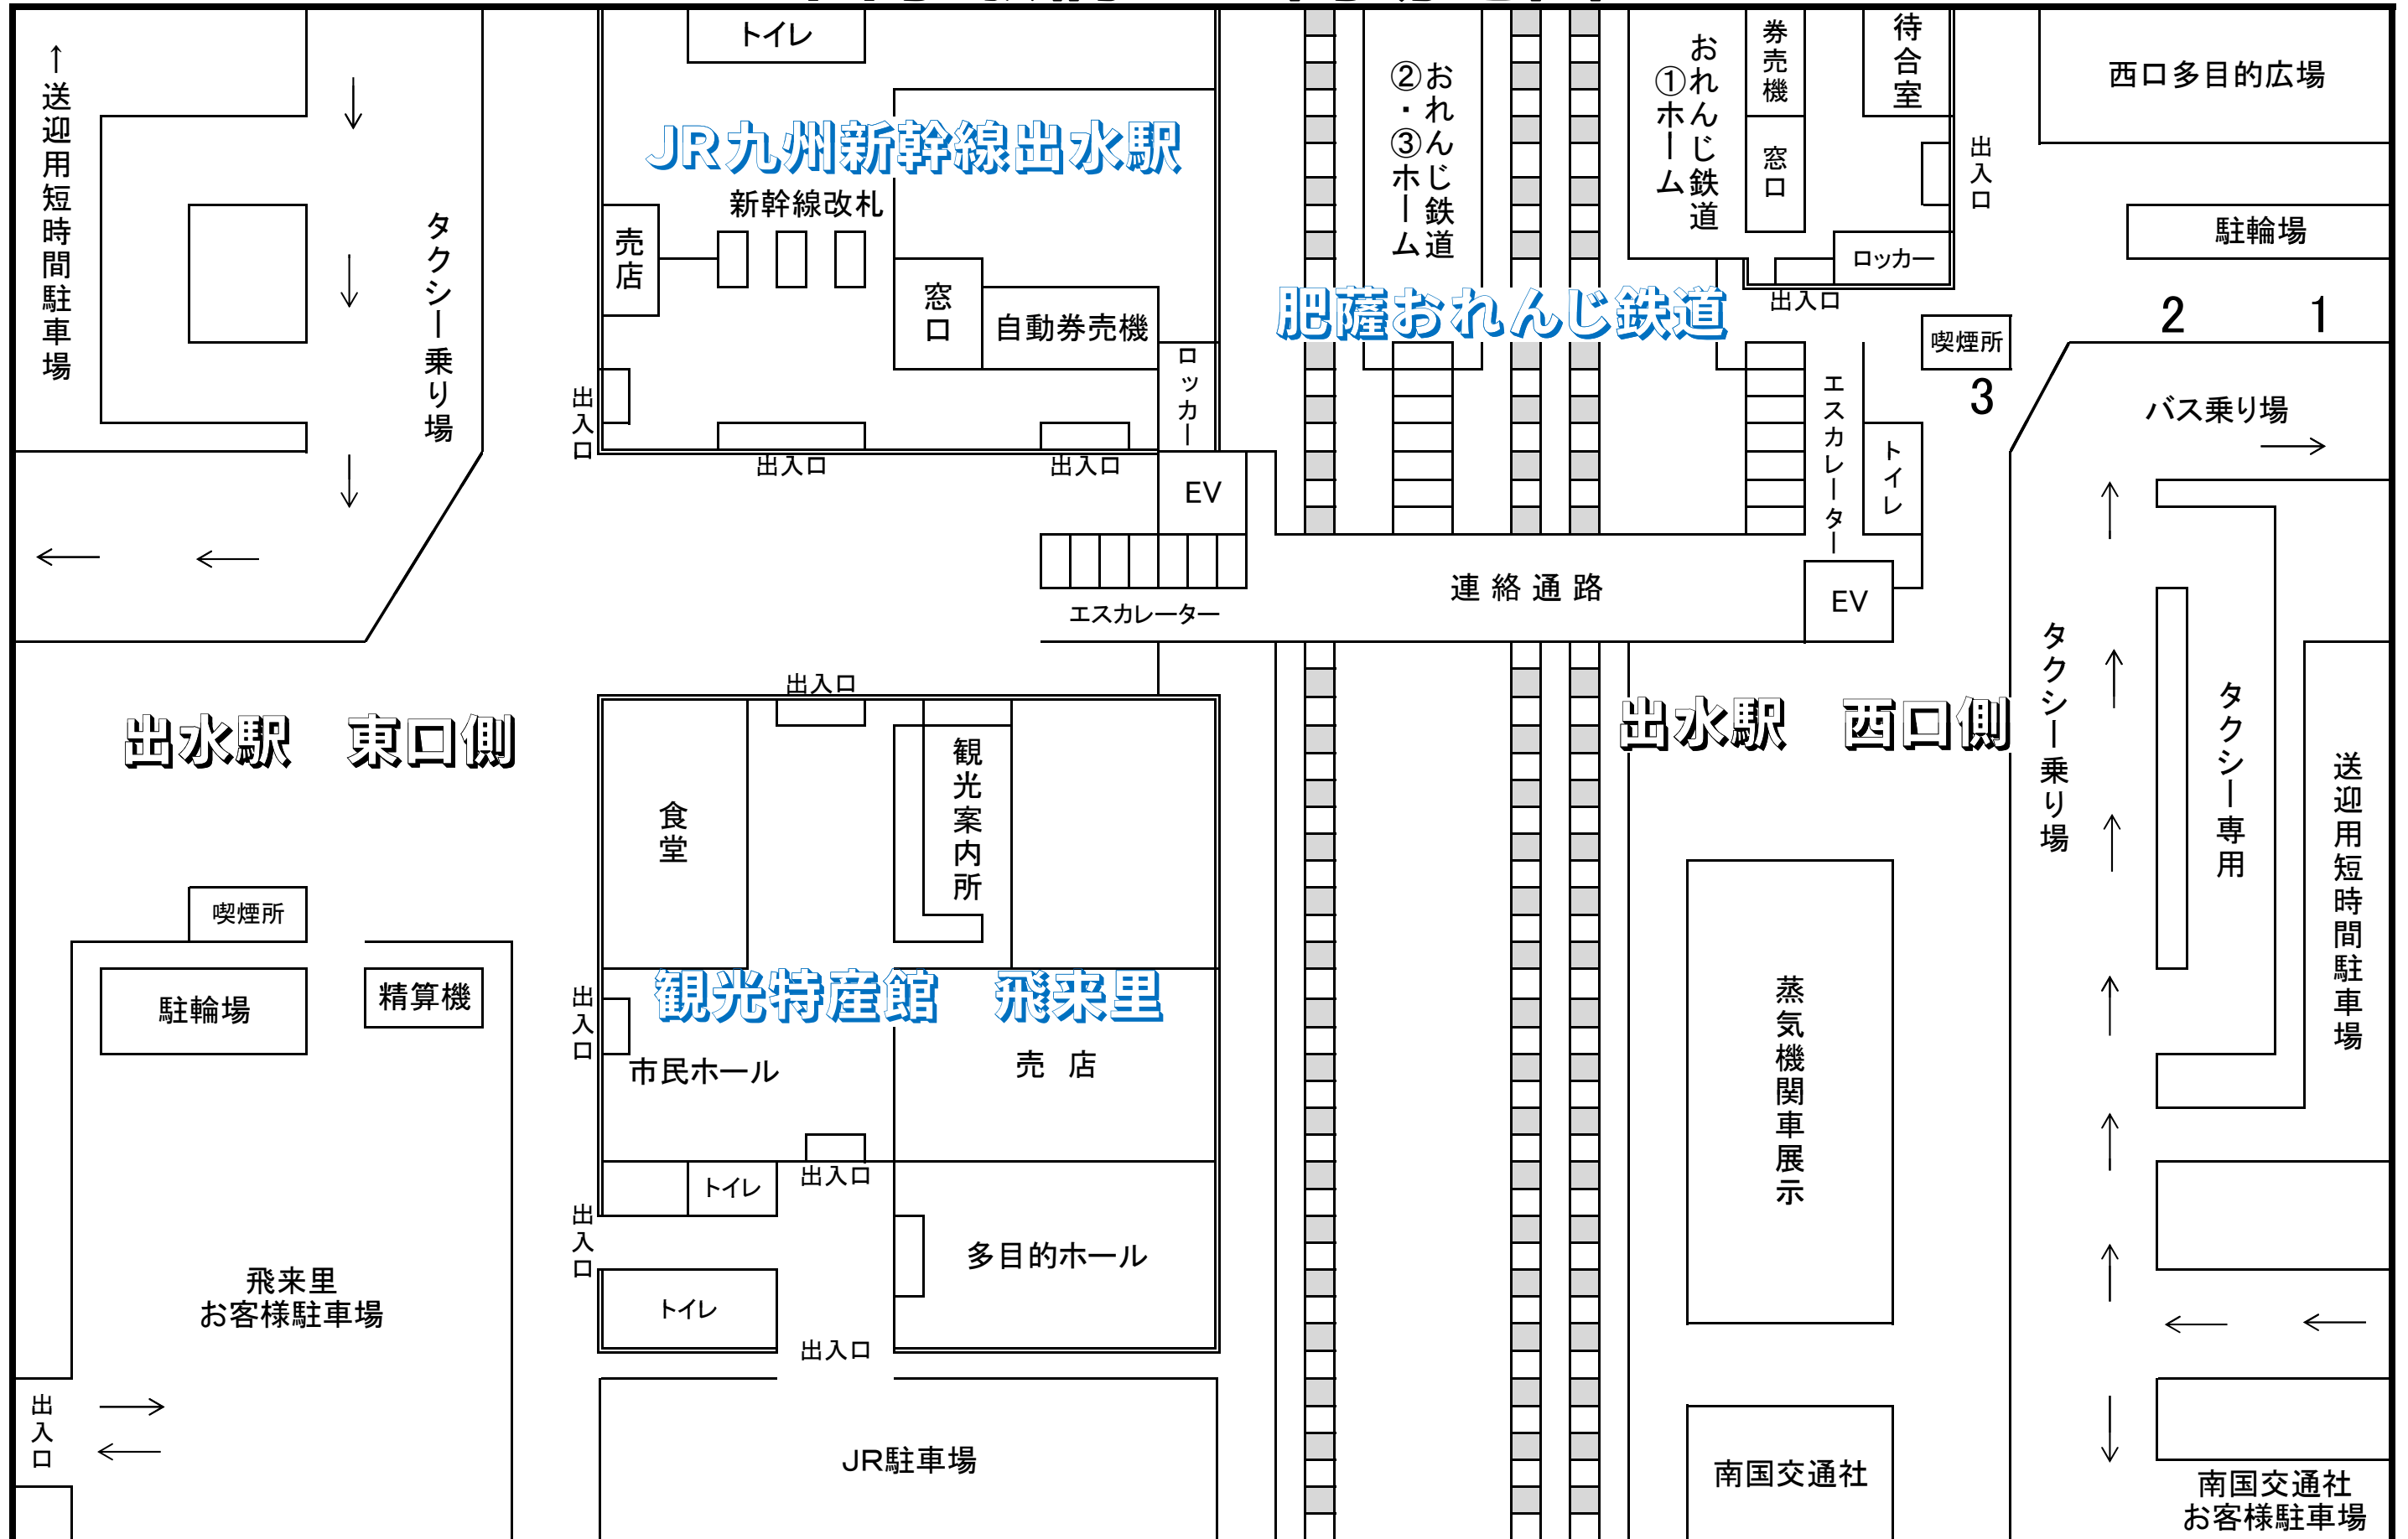 ↑送迎用短時間駐車場
タクシー乗り場
トイレ
JR九州新幹線出水駅
新幹線改札
売店
窓口
自動券売機
ロッカー
出入口
出入口
出入口
EV
エスカレーター
おれんじ鉄道
②・③ホーム
おれんじ鉄道
①ホーム
券売機
窓口
待合室
出入口
ロッカー
出入口
肥薩おれんじ鉄道
西口多目的広場
駐輪場
2
1
喫煙所
3
バス乗り場
エスカレーター
トイレ
連絡通路
EV
出水駅 東口側
出水駅 西口側
タクシー乗り場
タクシー専用
送迎用短時間駐車場
出入口
食堂
観光案内所
喫煙所
駐輪場
精算機
出入口
観光特産館 飛来里
市民ホール
売店
トイレ
出入口
出入口
多目的ホール
トイレ
出入口
飛来里
お客様駐車場
出入口
JR駐車場
蒸気機関車展示
南国交通社
南国交通社
お客様駐車場